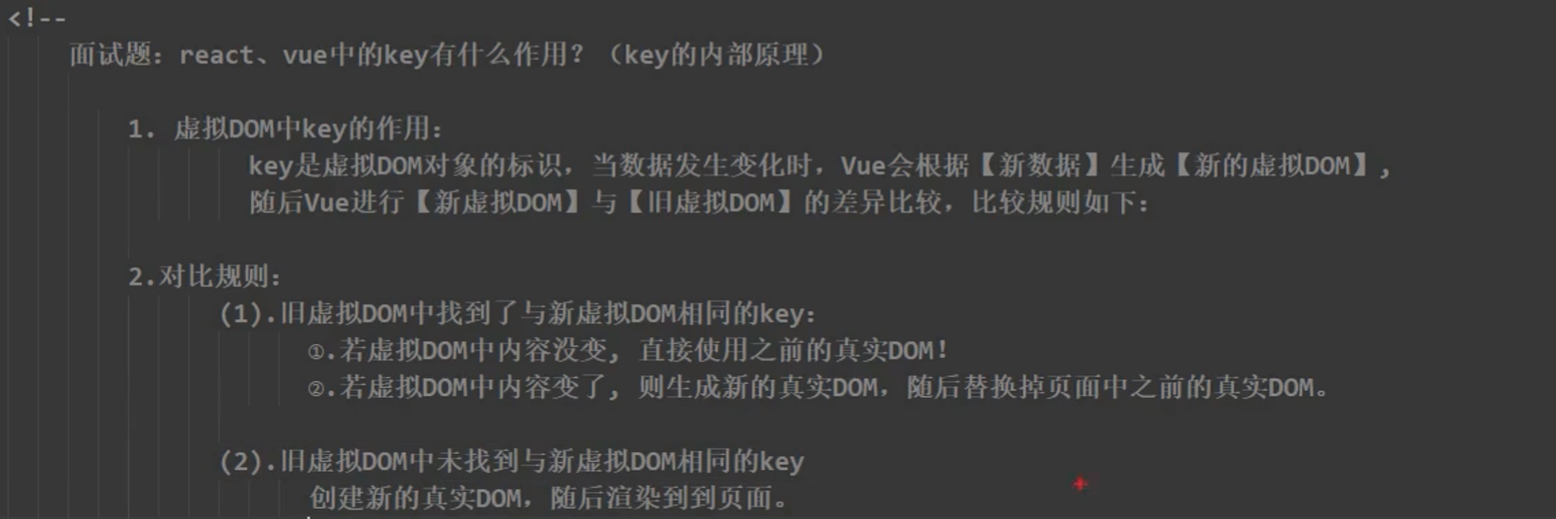 <!--
面试题：react、vue中的key有什么作用？（key的内部原理）
1. 虚拟DOM中key的作用：
key是虚拟DOM对象的标识，当数据发生变化时，Vue会根据【新数据】生成【新的虚拟DOM】,
随后Vue进行【新虚拟DOM】与【旧虚拟DOM】的差异比较，比较规则如下：
2.对比规则：
(1).旧虚拟DOM中找到了与新虚拟DOM相同的key：
①.若虚拟DOM中内容没变, 直接使用之前的真实DOM！
②.若虚拟DOM中内容变了, 则生成新的真实DOM，随后替换掉页面中之前的真实DOM。
(2).旧虚拟DOM中未找到与新虚拟DOM相同的key
创建新的真实DOM，随后渲染到到页面。